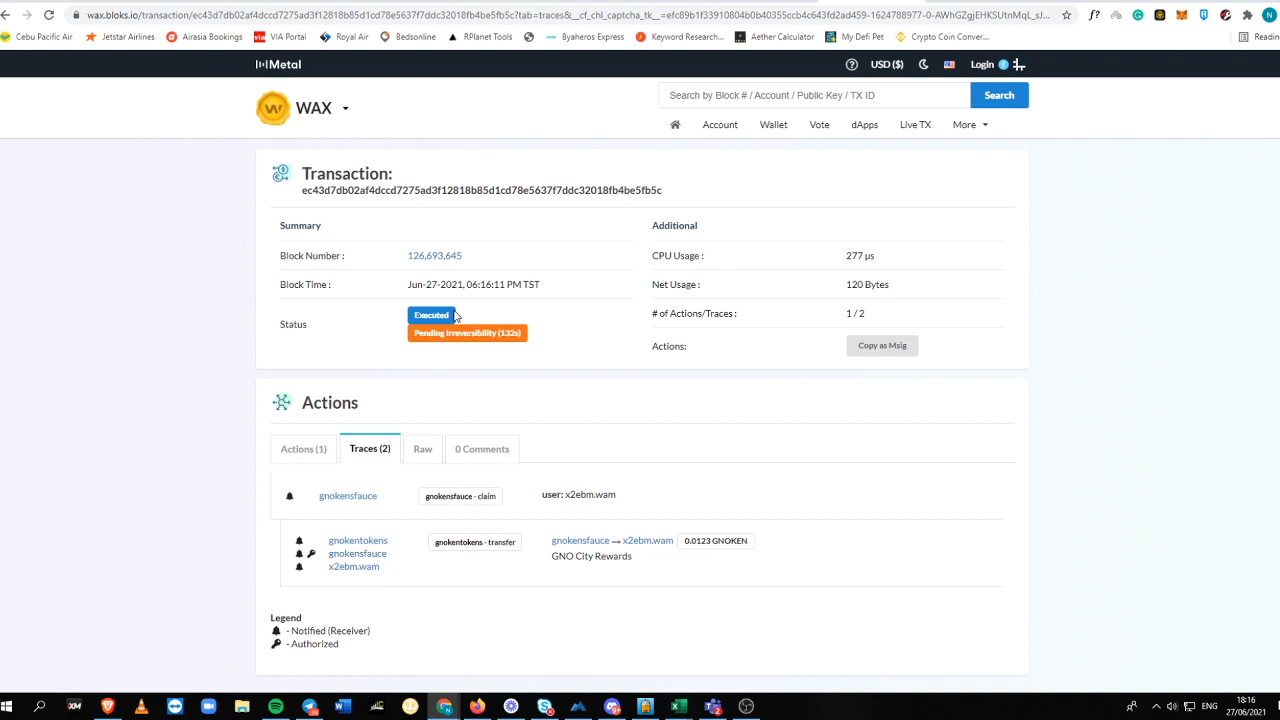 wax.bloks.io/transaction/ec43d7db02af4dccd7275ad3f12818b85d1cd78e5637f7ddc32018fb4be5fb5c?tab=traces&__cf_chl_captcha_tk__=efc89b1f33910804b0b40355ccb4c643fd2ad459-1624788977-0-AWhGZgjEHKSUtnMqL_sJ...
Cebu Pacific Air
Jetstar Airlines
Airasia Bookings
VIA Portal
Royal Air
Bedsonline
RPlanet Tools
Byaheros Express
Keyword Research...
Aether Calculator
My Defi Pet
Crypto Coin Conver...
Readin
Metal
USD ($)
Login
WAX
Search by Block # / Account / Public Key / TX ID
Search
Account
Wallet
Vote
dApps
Live TX
More
Transaction:
ec43d7db02af4dccd7275ad3f12818b85d1cd78e5637f7ddc32018fb4be5fb5c
Summary
Additional
Block Number :
126,693,645
CPU Usage :
277 µs
Block Time :
Jun-27-2021, 06:16:11 PM TST
Net Usage :
120 Bytes
Status
Executed
Pending Irreversibility (132s)
# of Actions/Traces :
1 / 2
Actions:
Copy as Msig
Actions
Actions (1)
Traces (2)
Raw
0 Comments
gnokensfauce
gnokensfauce - claim
user: x2ebm.wam
gnokentokens
gnokensfauce
x2ebm.wam
gnokentokens - transfer
gnokensfauce → x2ebm.wam
0.0123 GNOKEN
GNO City Rewards
Legend
- Notified (Receiver)
- Authorized
ENG
18:16
27/06/2021